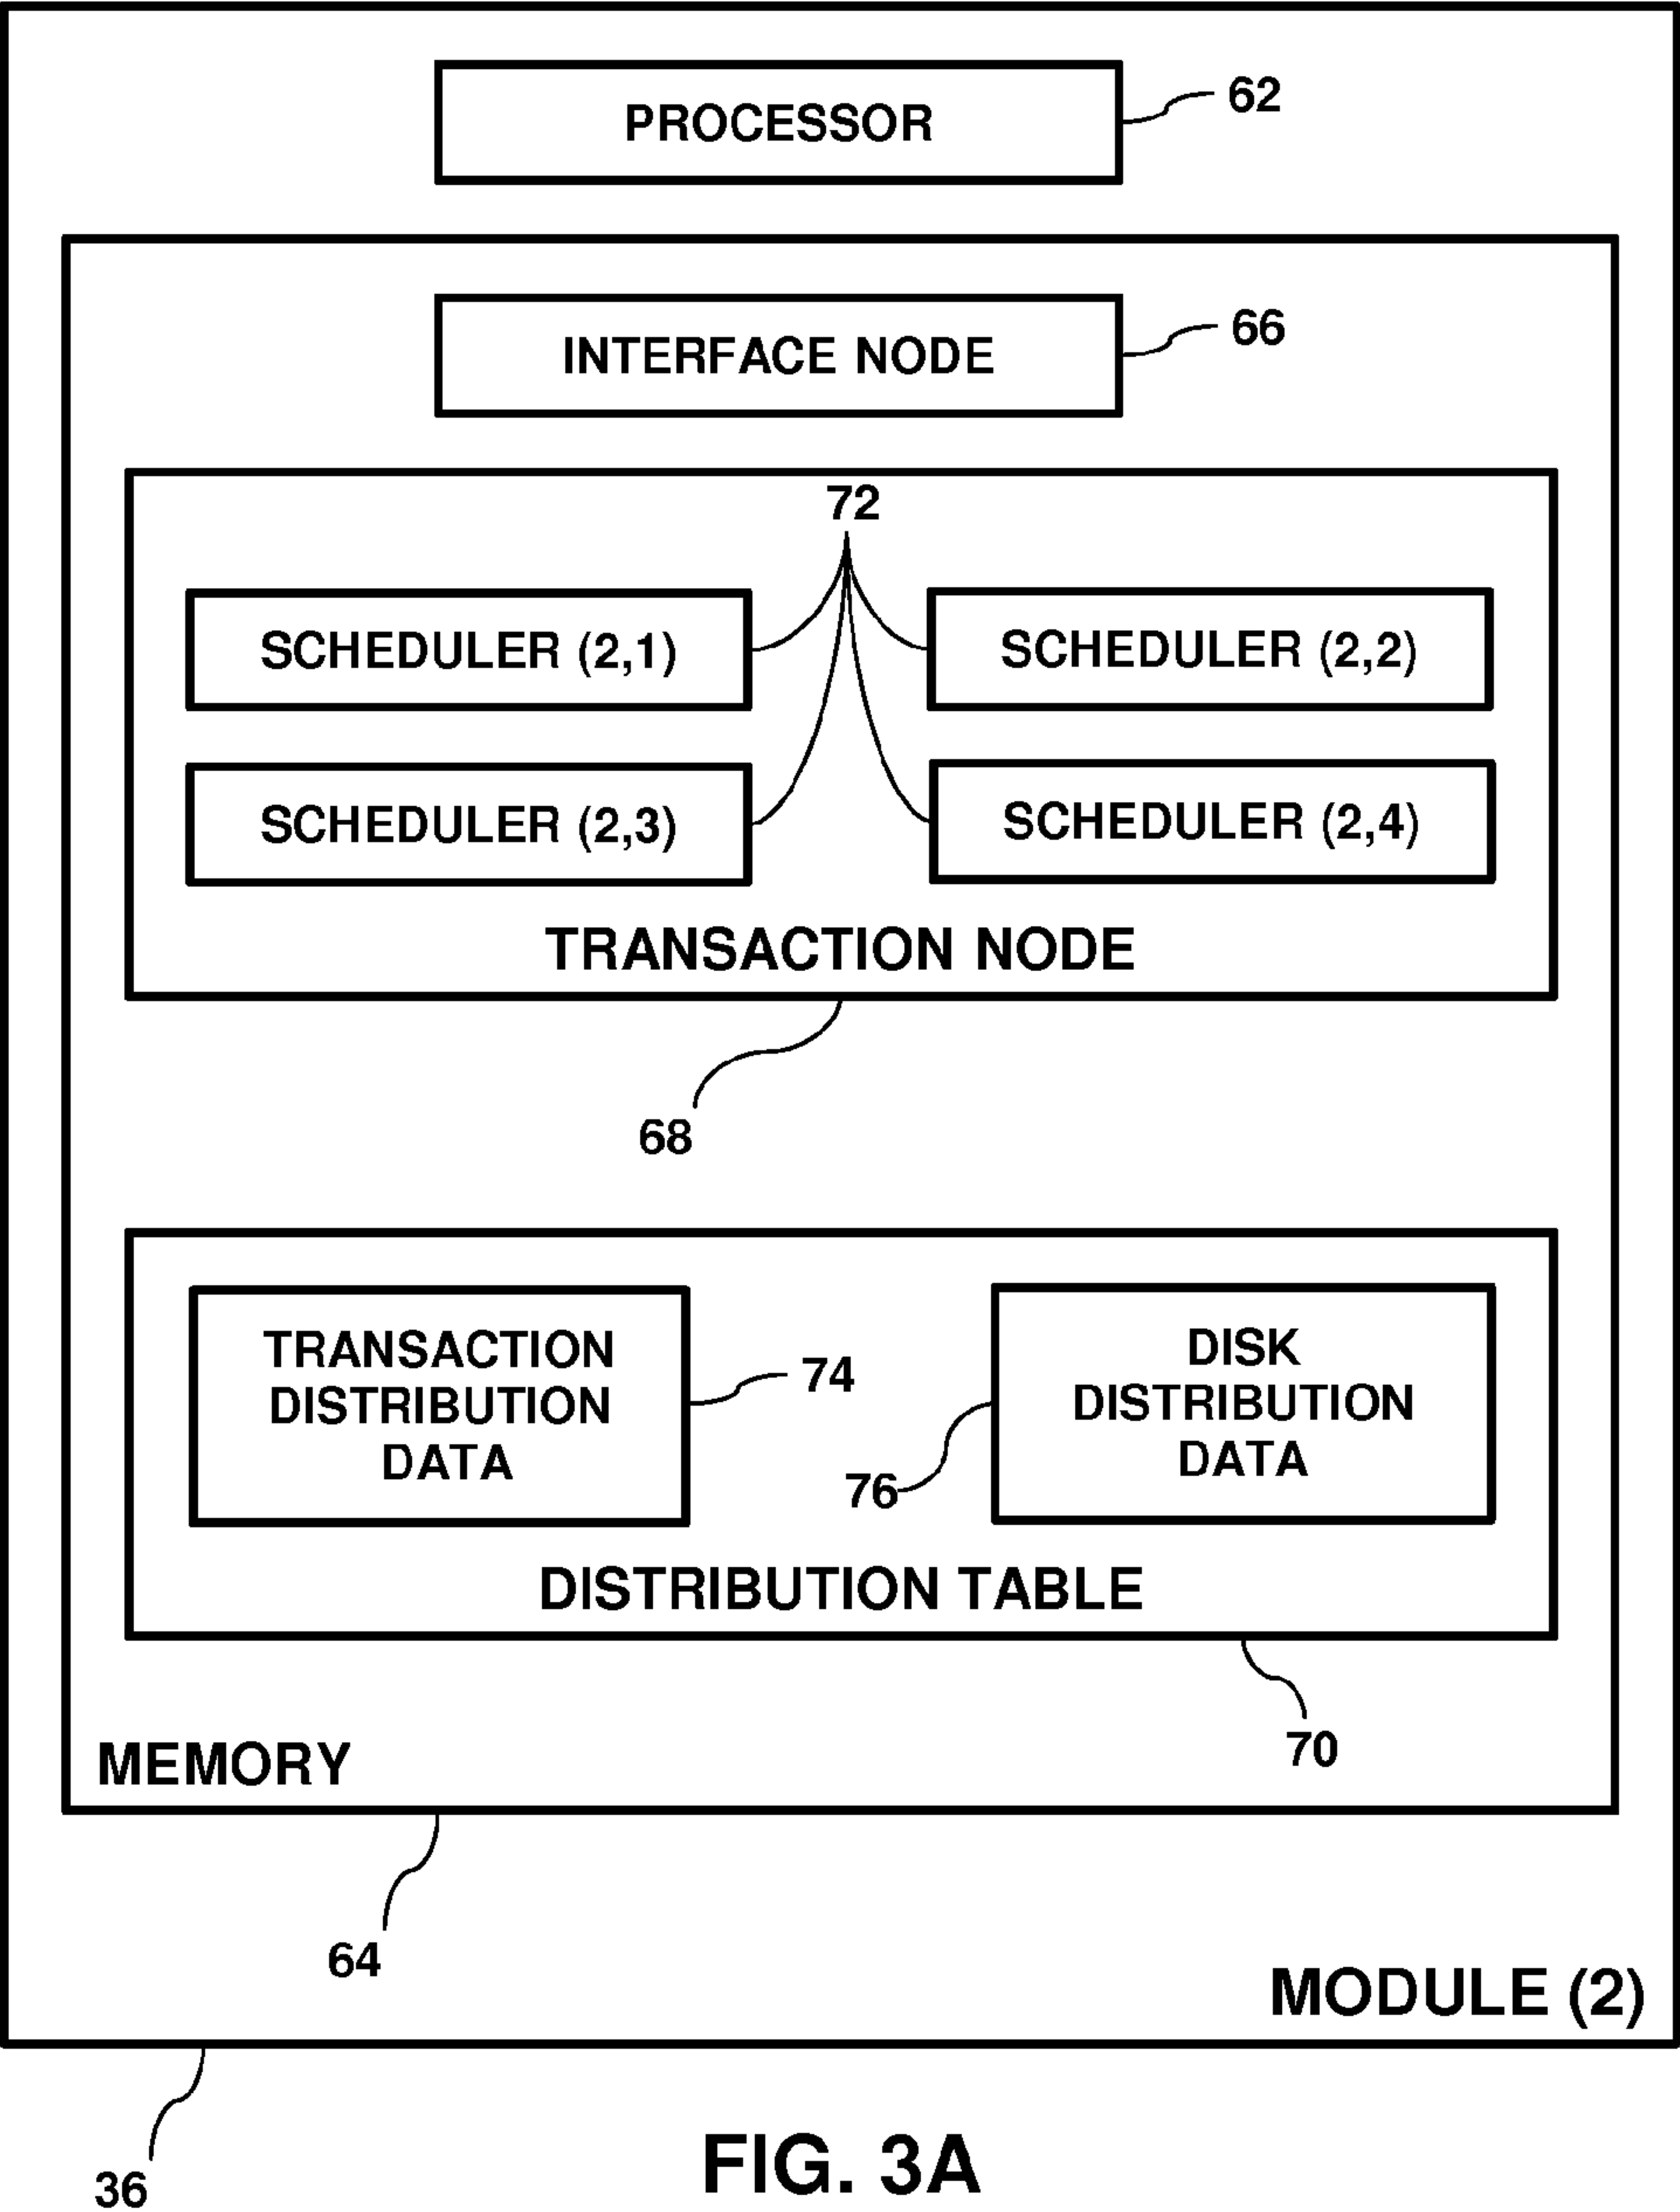 PROCESSOR
62
INTERFACE NODE
66
72
SCHEDULER (2,1)
SCHEDULER (2,2)
SCHEDULER (2,3)
SCHEDULER (2,4)
TRANSACTION NODE
68
TRANSACTION
DISTRIBUTION
DATA
74
DISK
DISTRIBUTION
DATA
76
DISTRIBUTION TABLE
70
MEMORY
64
MODULE (2)
36
FIG. 3A